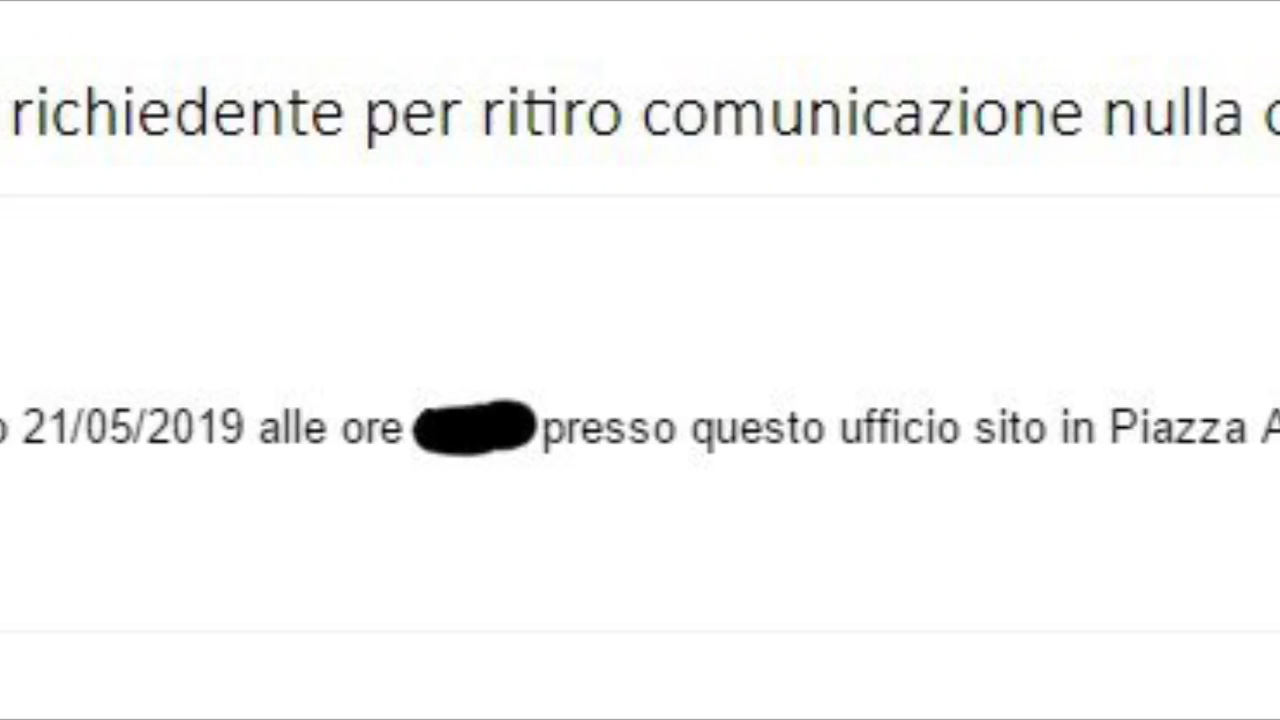 richiedente per ritiro comunicazione nulla
21/05/2019 alle ore presso questo ufficio sito in Piazza